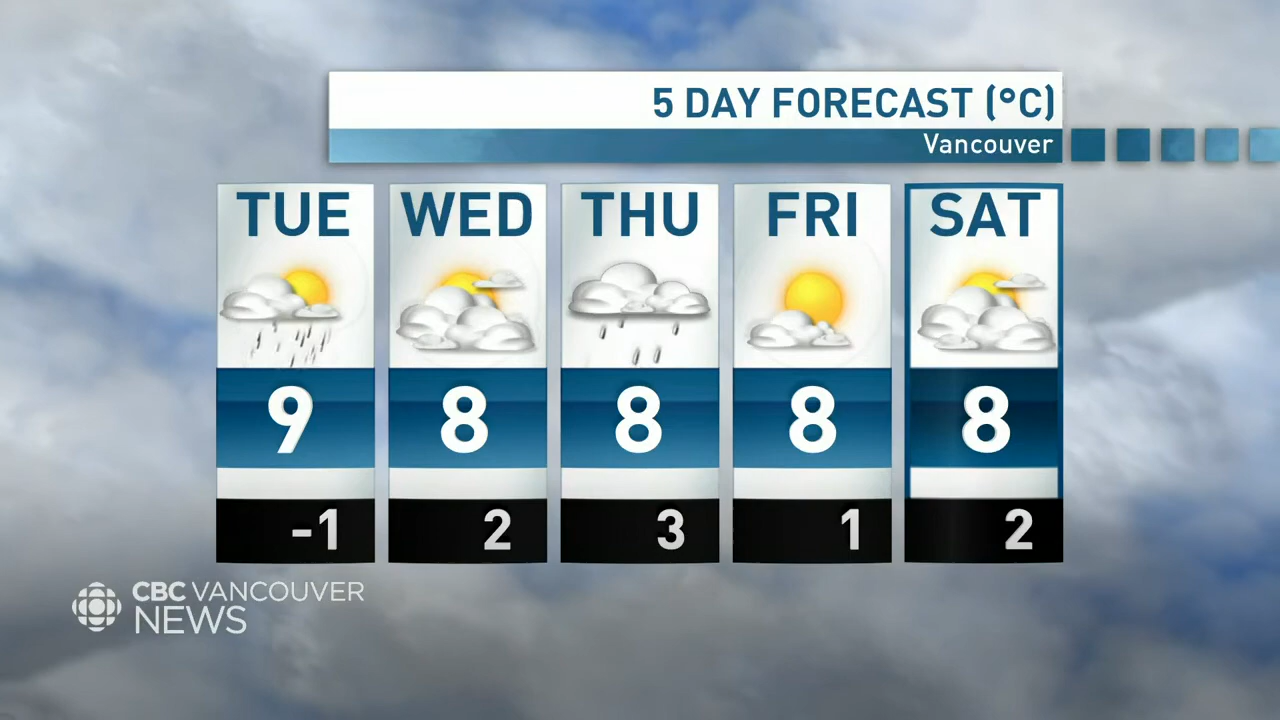 5 DAY FORECAST (°C)
Vancouver
TUE WED THU FRI SAT
9 8 8 8 8
-1 2 3 1 2
CBC VANCOUVER
NEWS